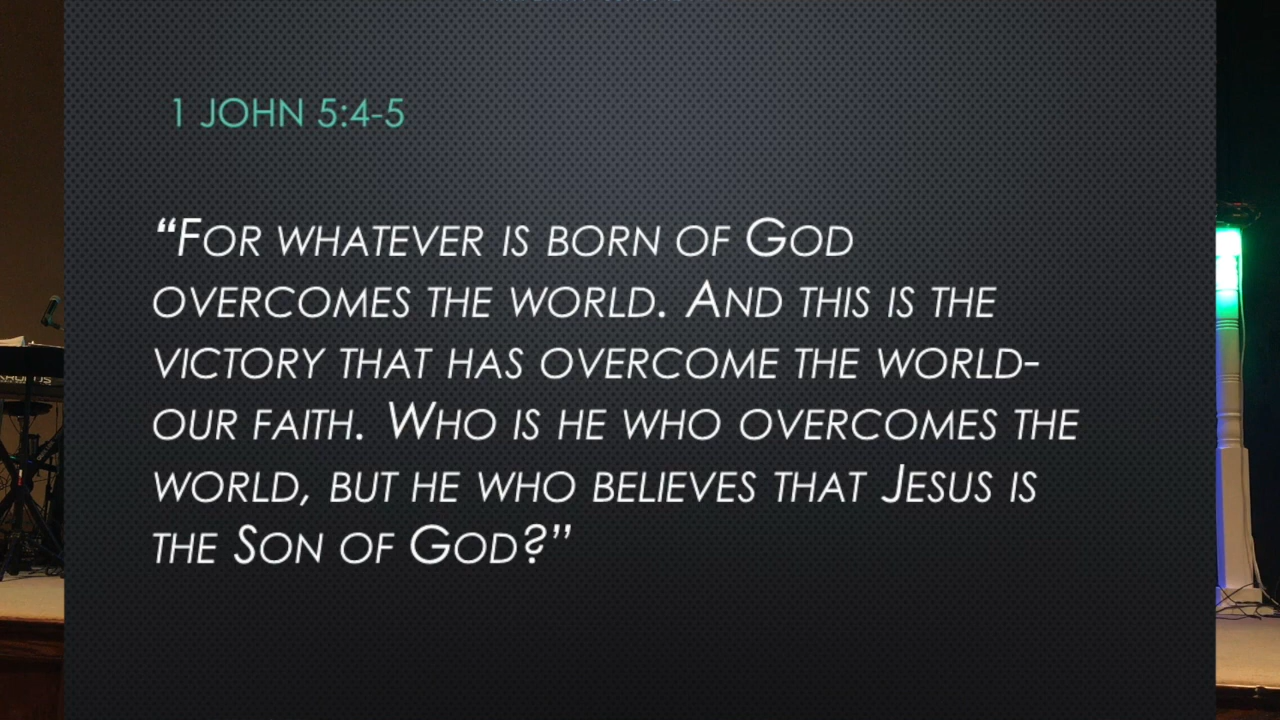 1 JOHN 5:4-5
“FOR WHATEVER IS BORN OF GOD
OVERCOMES THE WORLD. AND THIS IS THE
VICTORY THAT HAS OVERCOME THE WORLD-
OUR FAITH. WHO IS HE WHO OVERCOMES THE
WORLD, BUT HE WHO BELIEVES THAT JESUS IS
THE SON OF GOD?”